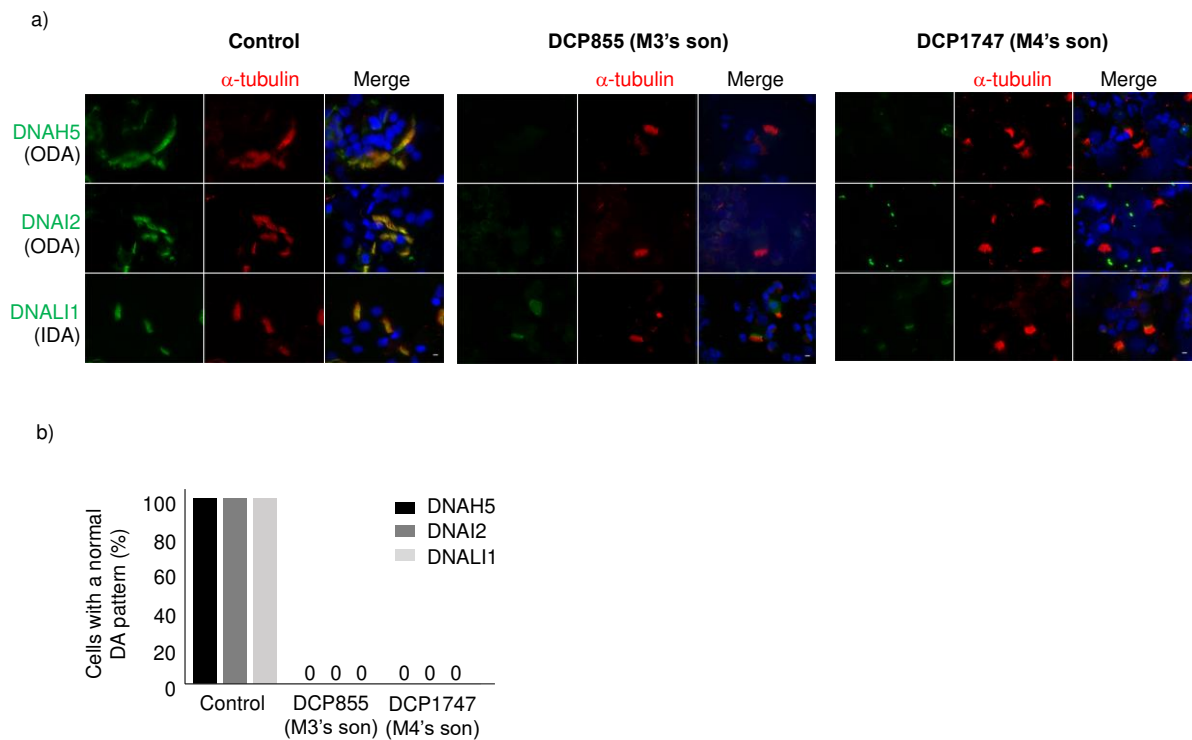 a)
Control
DCP855 (M3's son)
DCP1747 (M4's son)
α-tubulin
Merge
α-tubulin
Merge
α-tubulin
Merge
DNAH5
(ODA)
DNAI2
(ODA)
DNALI1
(IDA)
b)
Cells with a normal
DA pattern (%)
100
80
60
40
20
0
DNAH5
DNAI2
DNALI1
0 0 0
0 0 0
Control
DCP855
(M3's son)
DCP1747
(M4's son)